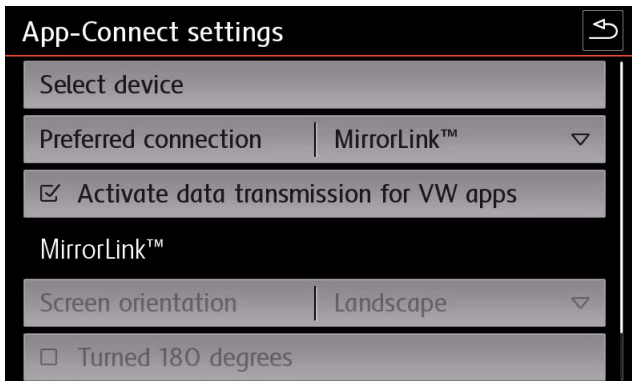 App-Connect settings
Select device
Preferred connection MirrorLink™
Activate data transmission for VW apps
MirrorLink™
Screen orientation Landscape
Turned 180 degrees